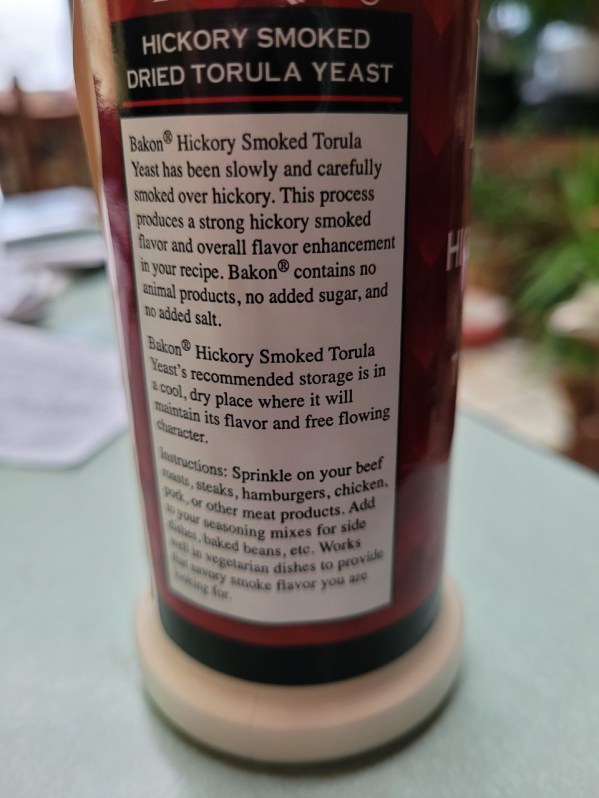 HICKORY SMOKED
DRIED TORULA YEAST
Bakon® Hickory Smoked Torula
Yeast has been slowly and carefully
smoked over hickory. This process
produces a strong hickory smoked
flavor and overall flavor enhancement
in your recipe. Bakon® contains no
animal products, no added sugar, and
no added salt.
Bakon® Hickory Smoked Torula
Yeast's recommended storage is in
a cool, dry place where it will
maintain its flavor and free flowing
character.
Instructions: Sprinkle on your beef
roasts, steaks, hamburgers, chicken,
pork, or other meat products. Add
to your seasoning mixes for side
dishes, baked beans, etc. Works
well in vegetarian dishes to provide
that savory smoke flavor you are
looking for.